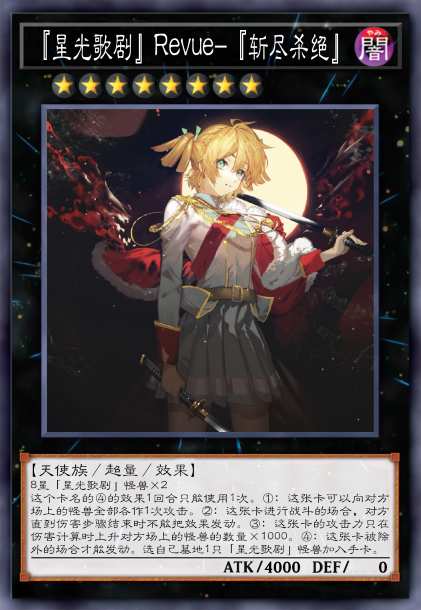 『星光歌剧』Revue-『斩尽杀绝』
やみ
闇
【天使族／超量／效果】
8星「星光歌剧」怪兽×2
这个卡名的④的效果1回合只能使用1次。①：这张卡可以向对方
场上的怪兽全部各作1次攻击。②：这张卡进行战斗的场合，对方
直到伤害步骤结束时不能把效果发动。③：这张卡的攻击力只在
伤害计算时上升对方场上的怪兽的数量×1000。④：这张卡被除
外的场合才能发动。选自己墓地1只「星光歌剧」怪兽加入手卡。
ATK/4000 DEF/ 0